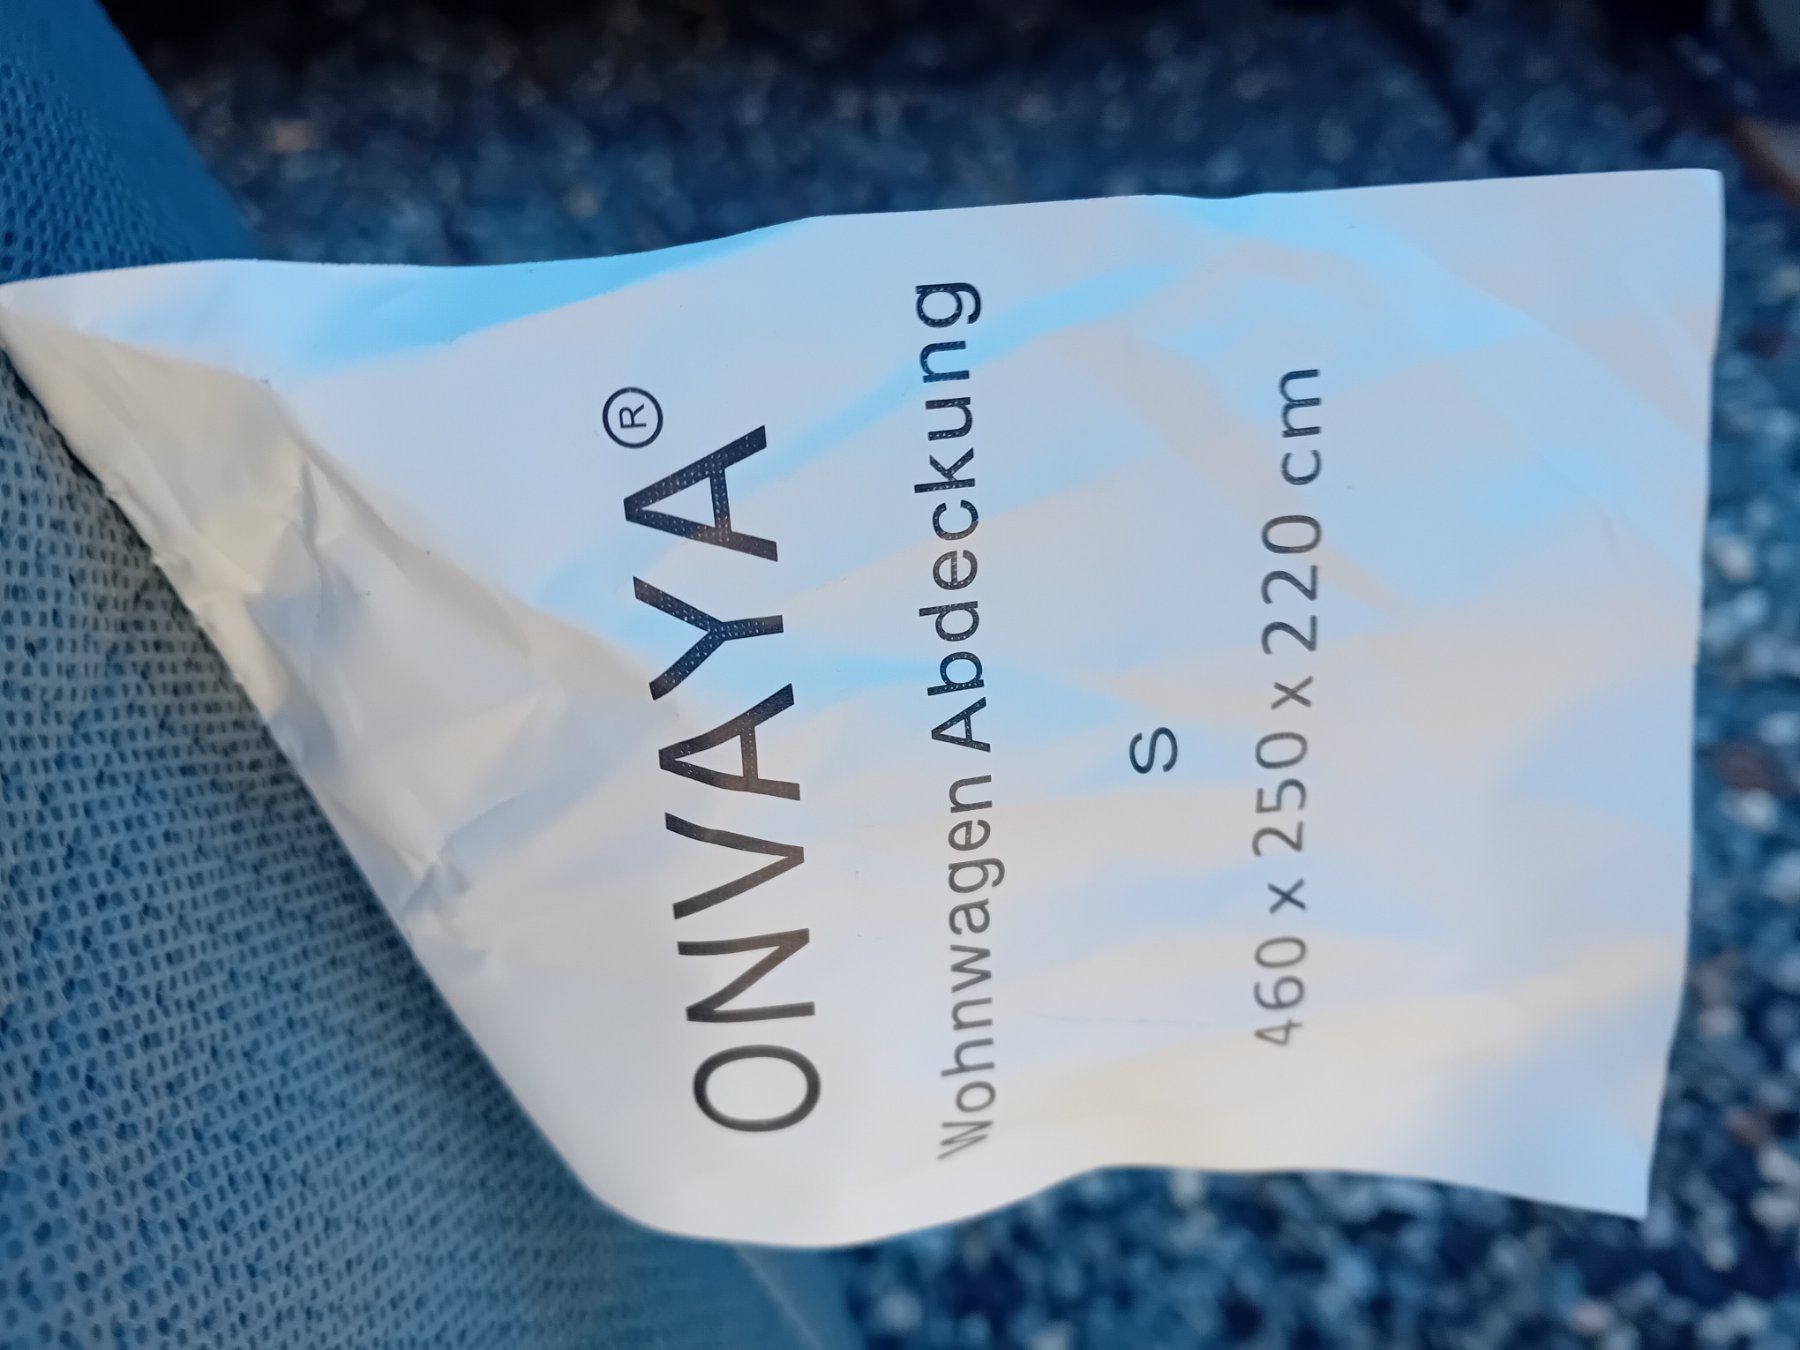 ONVAYA®
Wohnwagen Abdeckung
S
460 x 250 x 220 cm